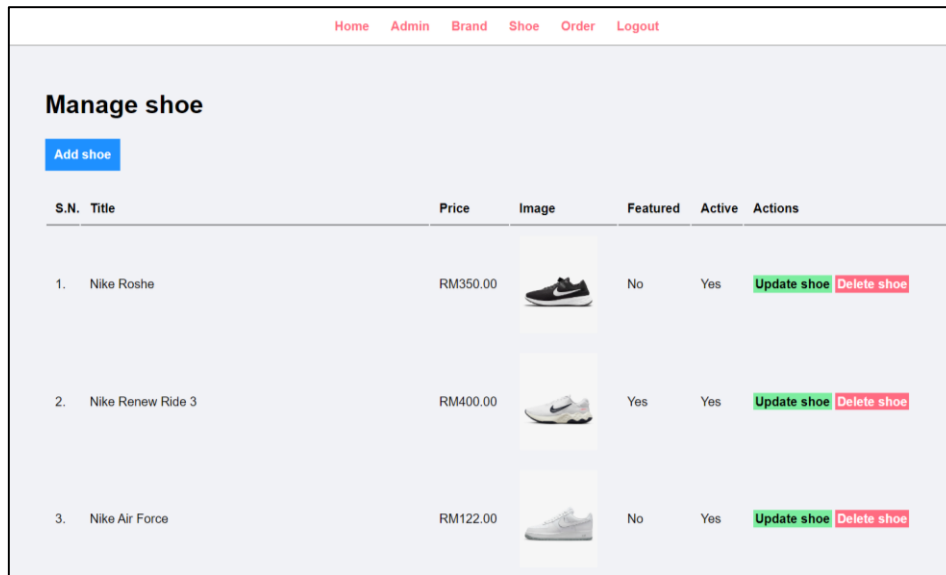 Home Admin Brand Shoe Order Logout
Manage shoe
Add shoe
S.N. Title Price Image Featured Active Actions
1. Nike Roshe RM350.00 No Yes Update shoe Delete shoe
2. Nike Renew Ride 3 RM400.00 Yes Yes Update shoe Delete shoe
3. Nike Air Force RM122.00 No Yes Update shoe Delete shoe